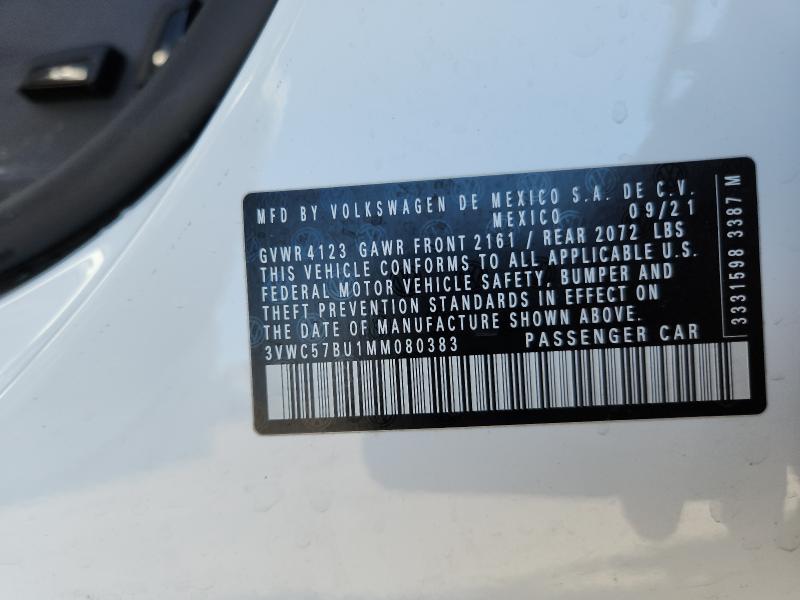 MFD BY VOLKSWAGEN DE MEXICO S.A. DE C.V.
MEXICO 09/21
GVWR 4123 GAWR FRONT 2161 / REAR 2072 LBS
THIS VEHICLE CONFORMS TO ALL APPLICABLE U.S.
FEDERAL MOTOR VEHICLE SAFETY, BUMPER AND
THEFT PREVENTION STANDARDS IN EFFECT ON
THE DATE OF MANUFACTURE SHOWN ABOVE.
3VWC57BU1MM080383 PASSENGER CAR
3331598 3387 M